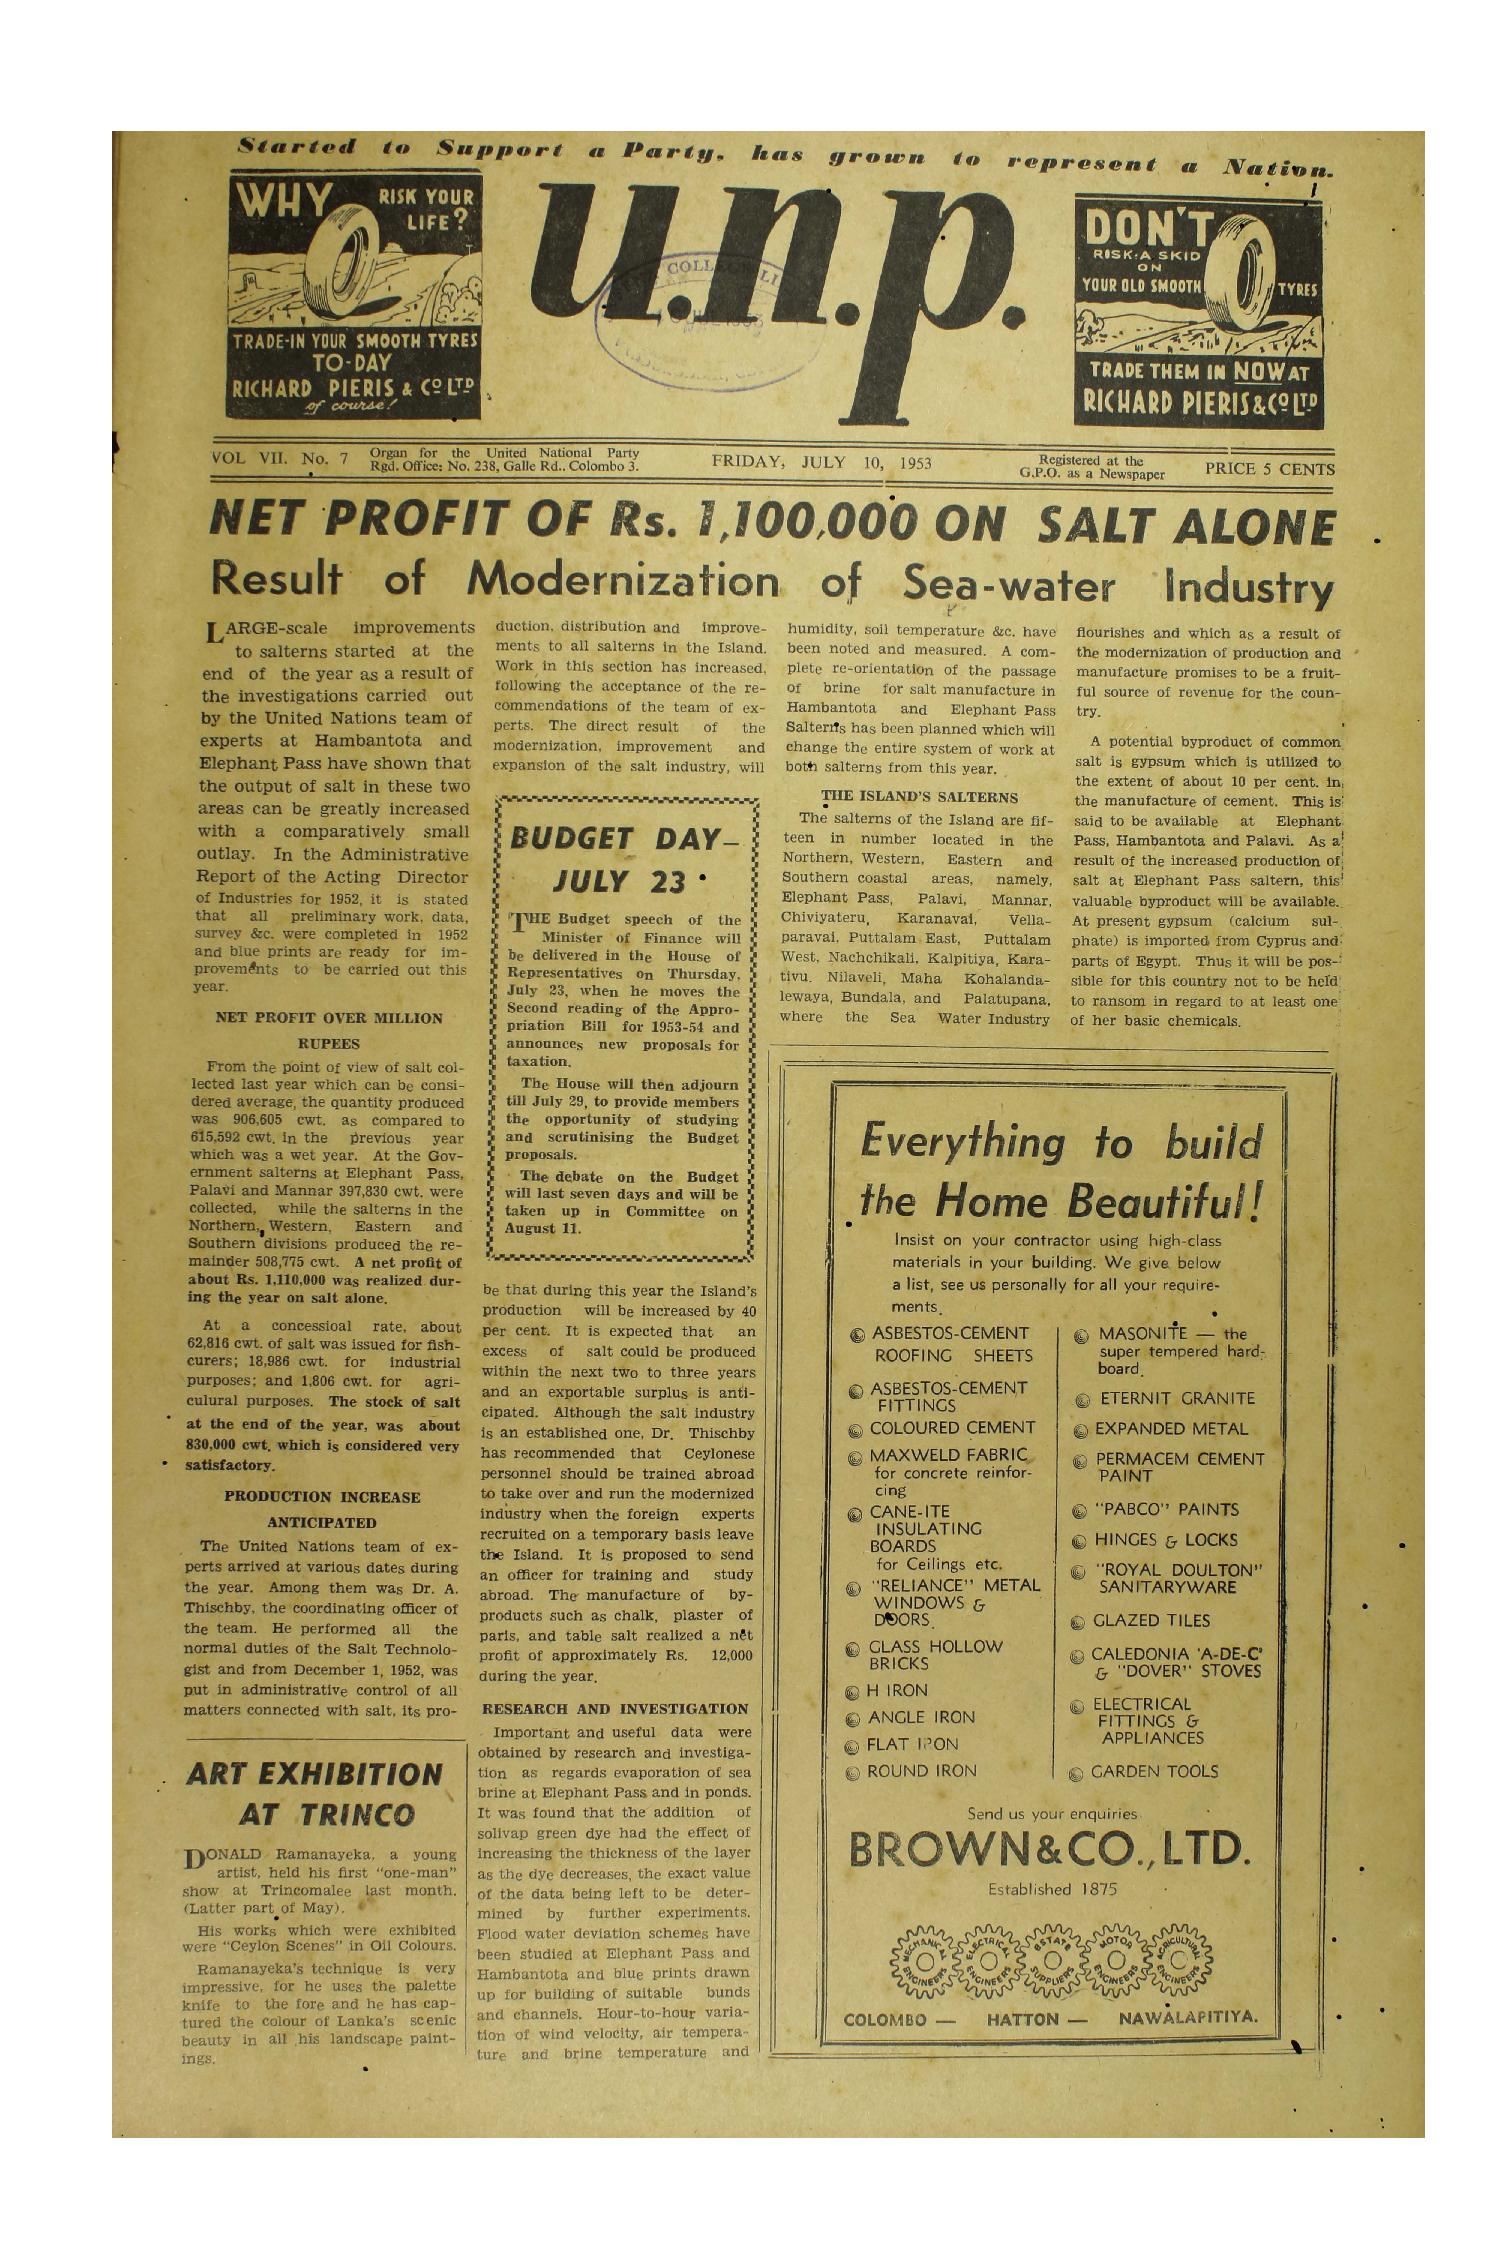 Started to Support a Party, has grown to represent a Nation.
WHY RISK YOUR
LIFE?
TRADE-IN YOUR SMOOTH TYRES
TO-DAY
RICHARD PIERIS & Co LTD
of course!
u.n.p.
COLLEGE LI
DON'T
RISK A SKID
ON
YOUR OLD SMOOTH TYRES
TRADE THEM IN NOW AT
RICHARD PIERIS & Co LTD
VOL VII. No. 7
Organ for the United National Party
Rgd. Office: No. 238, Galle Rd.. Colombo 3.
FRIDAY, JULY 10, 1953
Registered at the
G.P.O. as a Newspaper
PRICE 5 CENTS
NET PROFIT OF Rs. 1,100,000 ON SALT ALONE
Result of Modernization of Sea-water Industry
LARGE-scale improvements
to salterns started at the
end of the year as a result of
the investigations carried out
by the United Nations team of
experts at Hambantota and
Elephant Pass have shown that
the output of salt in these two
areas can be greatly increased
with a comparatively small
outlay. In the Administrative
Report of the Acting Director
of Industries for 1952, it is stated
that all preliminary work, data,
survey &c. were completed in 1952
and blue prints are ready for im-
provements to be carried out this
year.
NET PROFIT OVER MILLION
RUPEES
From the point of view of salt col-
lected last year which can be consi-
dered average, the quantity produced
was 906,605 cwt. as compared to
615,592 cwt. in the previous year
which was a wet year. At the Gov-
ernment salterns at Elephant Pass,
Palavi and Mannar 397,830 cwt. were
collected, while the salterns in the
Northern, Western, Eastern and
Southern divisions produced the re-
mainder 508,775 cwt. A net profit of
about Rs. 1,110,000 was realized dur-
ing the year on salt alone.
At a concessioal rate, about
62,816 cwt. of salt was issued for fish-
curers; 18,986 cwt. for industrial
purposes; and 1,806 cwt. for agri-
culural purposes. The stock of salt
at the end of the year, was about
830,000 cwt. which is considered very
satisfactory.
PRODUCTION INCREASE
ANTICIPATED
The United Nations team of ex-
perts arrived at various dates during
the year. Among them was Dr. A.
Thischby, the coordinating officer of
the team. He performed all the
normal duties of the Salt Technolo-
gist and from December 1, 1952, was
put in administrative control of all
matters connected with salt, its pro-
ART EXHIBITION
AT TRINCO
DONALD Ramanayeka, a young
artist, held his first "one-man"
show at Trincomalee last month.
(Latter part of May).
His works which were exhibited
were "Ceylon Scenes" in Oil Colours.
Ramanayeka's technique is very
impressive, for he uses the palette
knife to the fore and he has cap-
tured the colour of Lanka's scenic
beauty in all his landscape paint-
ings.
duction, distribution and improve-
ments to all salterns in the Island.
Work in this section has increased,
following the acceptance of the re-
commendations of the team of ex-
perts. The direct result of the
modernization, improvement and
expansion of the salt industry, will
BUDGET DAY—
JULY 23
THE Budget speech of the
Minister of Finance will
be delivered in the House of
Representatives on Thursday,
July 23, when he moves the
Second reading of the Appro-
priation Bill for 1953-54 and
announces new proposals for
taxation.
The House will then adjourn
till July 29, to provide members
the opportunity of studying
and scrutinising the Budget
proposals.
The debate on the Budget
will last seven days and will be
taken up in Committee on
August 11.
be that during this year the Island's
production will be increased by 40
per cent. It is expected that an
excess of salt could be produced
within the next two to three years
and an exportable surplus is anti-
cipated. Although the salt industry
is an established one, Dr. Thischby
has recommended that Ceylonese
personnel should be trained abroad
to take over and run the modernized
industry when the foreign experts
recruited on a temporary basis leave
the Island. It is proposed to send
an officer for training and study
abroad. The manufacture of by-
products such as chalk, plaster of
paris, and table salt realized a net
profit of approximately Rs. 12,000
during the year.
RESEARCH AND INVESTIGATION
Important and useful data were
obtained by research and investiga-
tion as regards evaporation of sea
brine at Elephant Pass and in ponds.
It was found that the addition of
solivap green dye had the effect of
increasing the thickness of the layer
as the dye decreases, the exact value
of the data being left to be deter-
mined by further experiments.
Flood water deviation schemes have
been studied at Elephant Pass and
Hambantota and blue prints drawn
up for building of suitable bunds
and channels. Hour-to-hour varia-
tion of wind velocity, air tempera-
ture and brine temperature and
humidity, soil temperature &c. have
been noted and measured. A com-
plete re-orientation of the passage
of brine for salt manufacture in
Hambantota and Elephant Pass
Salterns has been planned which will
change the entire system of work at
both salterns from this year.
THE ISLAND'S SALTERNS
The salterns of the Island are fif-
teen in number located in the
Northern, Western, Eastern and
Southern coastal areas, namely,
Elephant Pass, Palavi, Mannar,
Chiviyateru, Karanavai, Vella-
paravai, Puttalam East, Puttalam
West, Nachchikali, Kalpitiya, Kara-
tivu, Nilaveli, Maha Kohalanda-
lewaya, Bundala, and Palatupana,
where the Sea Water Industry
flourishes and which as a result of
the modernization of production and
manufacture promises to be a fruit-
ful source of revenue for the coun-
try.
A potential byproduct of common
salt is gypsum which is utilized to
the extent of about 10 per cent. in
the manufacture of cement. This is
said to be available at Elephant
Pass, Hambantota and Palavi. As a
result of the increased production of
salt at Elephant Pass saltern, this
valuable byproduct will be available.
At present gypsum (calcium sul-
phate) is imported from Cyprus and
parts of Egypt. Thus it will be pos-
sible for this country not to be held
to ransom in regard to at least one
of her basic chemicals.
Everything to build
the Home Beautiful!
Insist on your contractor using high-class
materials in your building. We give below
a list, see us personally for all your require-
ments.
ASBESTOS-CEMENT
ROOFING SHEETS
ASBESTOS-CEMENT
FITTINGS
COLOURED CEMENT
MAXWELD FABRIC
for concrete reinfor-
cing
CANE-ITE
INSULATING
BOARDS
for Ceilings etc.
"RELIANCE" METAL
WINDOWS &
DOORS
GLASS HOLLOW
BRICKS
H IRON
ANGLE IRON
FLAT IRON
ROUND IRON
MASONITE — the
super tempered hard-
board.
ETERNIT GRANITE
EXPANDED METAL
PERMACEM CEMENT
PAINT
"PABCO" PAINTS
HINGES & LOCKS
"ROYAL DOULTON"
SANITARYWARE
GLAZED TILES
CALEDONIA 'A-DE-C'
& "DOVER" STOVES
ELECTRICAL
FITTINGS &
APPLIANCES
GARDEN TOOLS
Send us your enquiries
BROWN & CO., LTD.
Established 1875
MECHANICAL ENGINEERS
ELECTRICAL ENGINEERS
ESTATE SUPPLIERS
MOTOR ENGINEERS
AGRICULTURAL ENGINEERS
COLOMBO — HATTON — NAWALAPITIYA.